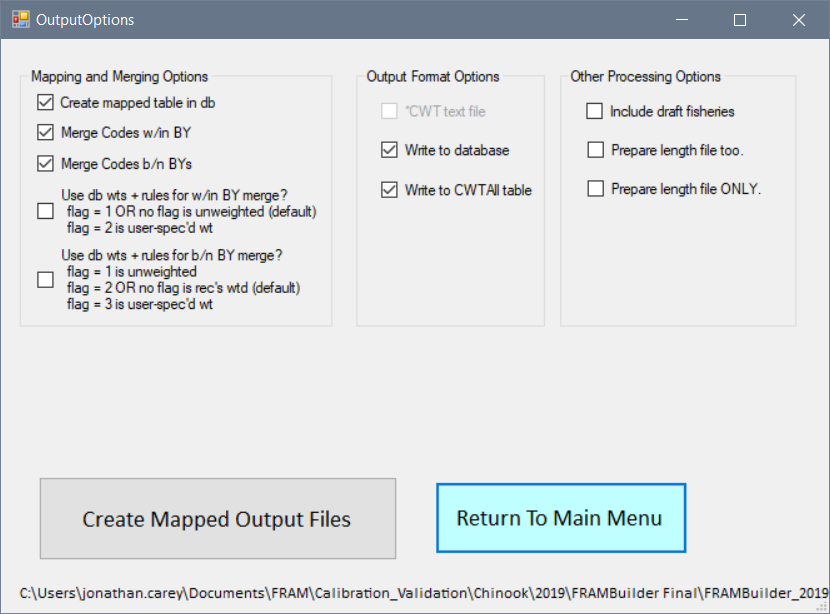 OutputOptions
Mapping and Merging Options
Create mapped table in db
Merge Codes w/in BY
Merge Codes b/n BYs
Use db wts + rules for w/in BY merge?
flag = 1 OR no flag is unweighted (default)
flag = 2 is user-spec'd wt
Use db wts + rules for b/n BY merge?
flag = 1 is unweighted
flag = 2 OR no flag is rec's wtd (default)
flag = 3 is user-spec'd wt
Output Format Options
*CWT text file
Write to database
Write to CWTAll table
Other Processing Options
Include draft fisheries
Prepare length file too.
Prepare length file ONLY.
Create Mapped Output Files
Return To Main Menu
C:\Users\jonathan.carey\Documents\FRAM\Calibration_Validation\Chinook\2019\FRAMBuilder Final\FRAMBuilder_2019